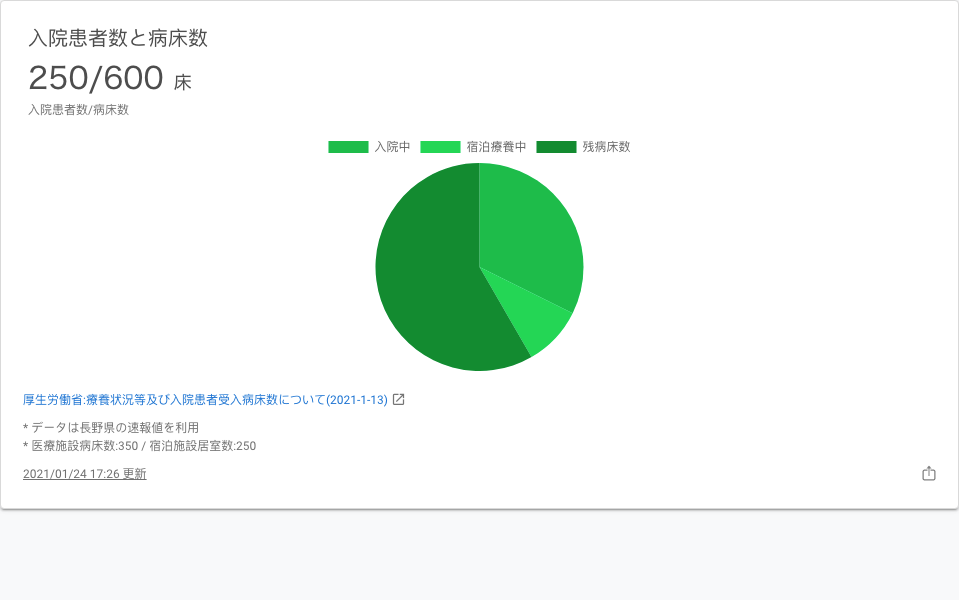 入院患者数と病床数
250/600 床
入院患者数/病床数
入院中 宿泊療養中 残病床数
厚生労働省:療養状況等及び入院患者受入病床数について(2021-1-13)
* データは長野県の速報値を利用
* 医療施設病床数:350 / 宿泊施設居室数:250
2021/01/24 17:26 更新